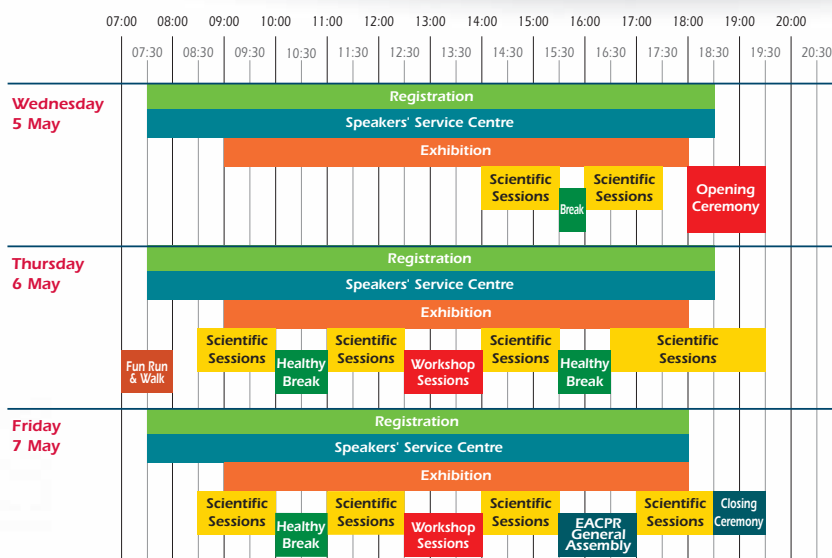 07:00 08:00 09:00 10:00 11:00 12:00 13:00 14:00 15:00 16:00 17:00 18:00 19:00 20:00
07:30 08:30 09:30 10:30 11:30 12:30 13:30 14:30 15:30 16:30 17:30 18:30 19:30 20:30
Wednesday
5 May
Registration
Speakers' Service Centre
Exhibition
Scientific
Sessions
Break
Scientific
Sessions
Opening
Ceremony
Thursday
6 May
Registration
Speakers' Service Centre
Exhibition
Fun Run
& Walk
Scientific
Sessions
Healthy
Break
Scientific
Sessions
Workshop
Sessions
Scientific
Sessions
Healthy
Break
Scientific
Sessions
Friday
7 May
Registration
Speakers' Service Centre
Exhibition
Scientific
Sessions
Healthy
Break
Scientific
Sessions
Workshop
Sessions
Scientific
Sessions
EACPR
General
Assembly
Scientific
Sessions
Closing
Ceremony